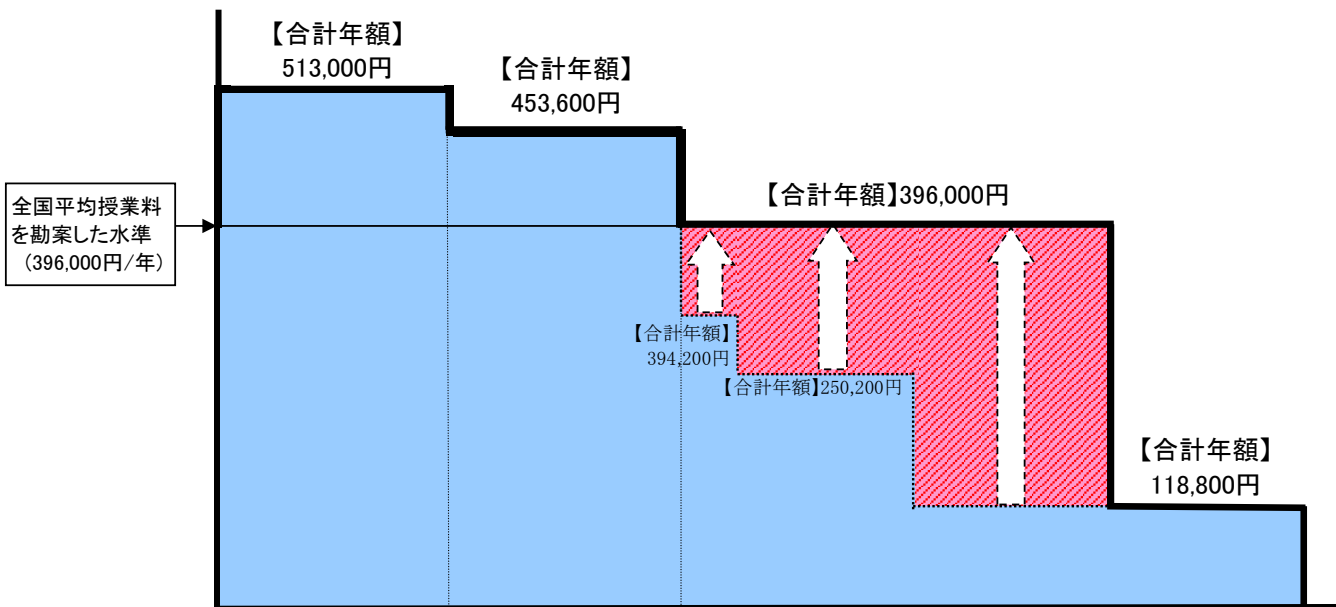 【合計年額】
513,000円
【合計年額】
453,600円
全国平均授業料
を勘案した水準
（396,000円/年）
【合計年額】396,000円
【合計年額】
394,200円
【合計年額】250,200円
【合計年額】
118,800円